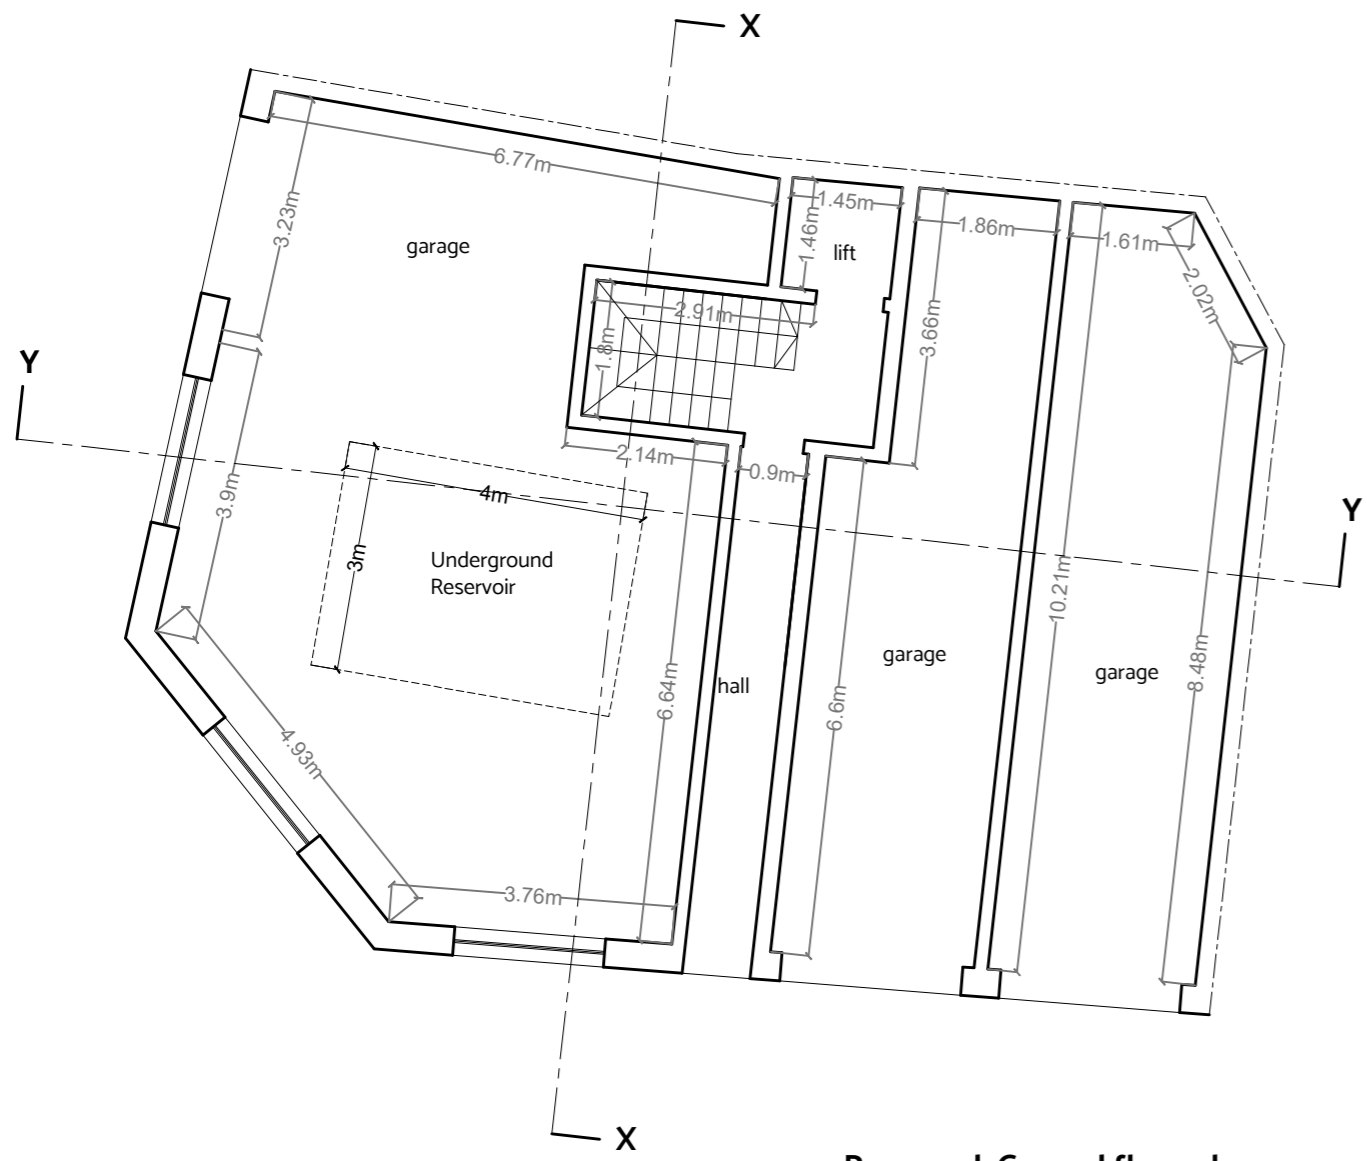 X
6.77m
1.45m
1.46m
3.23m
garage
lift
1.86m
1.61m
2.02m
2.91m
3.66m
1.8m
Y
2.14m
0.9m
4m
3.9m
Y
3m
Underground
Reservoir
10.21m
garage
garage
8.48m
hall
6.64m
6.6m
4.93m
3.76m
X